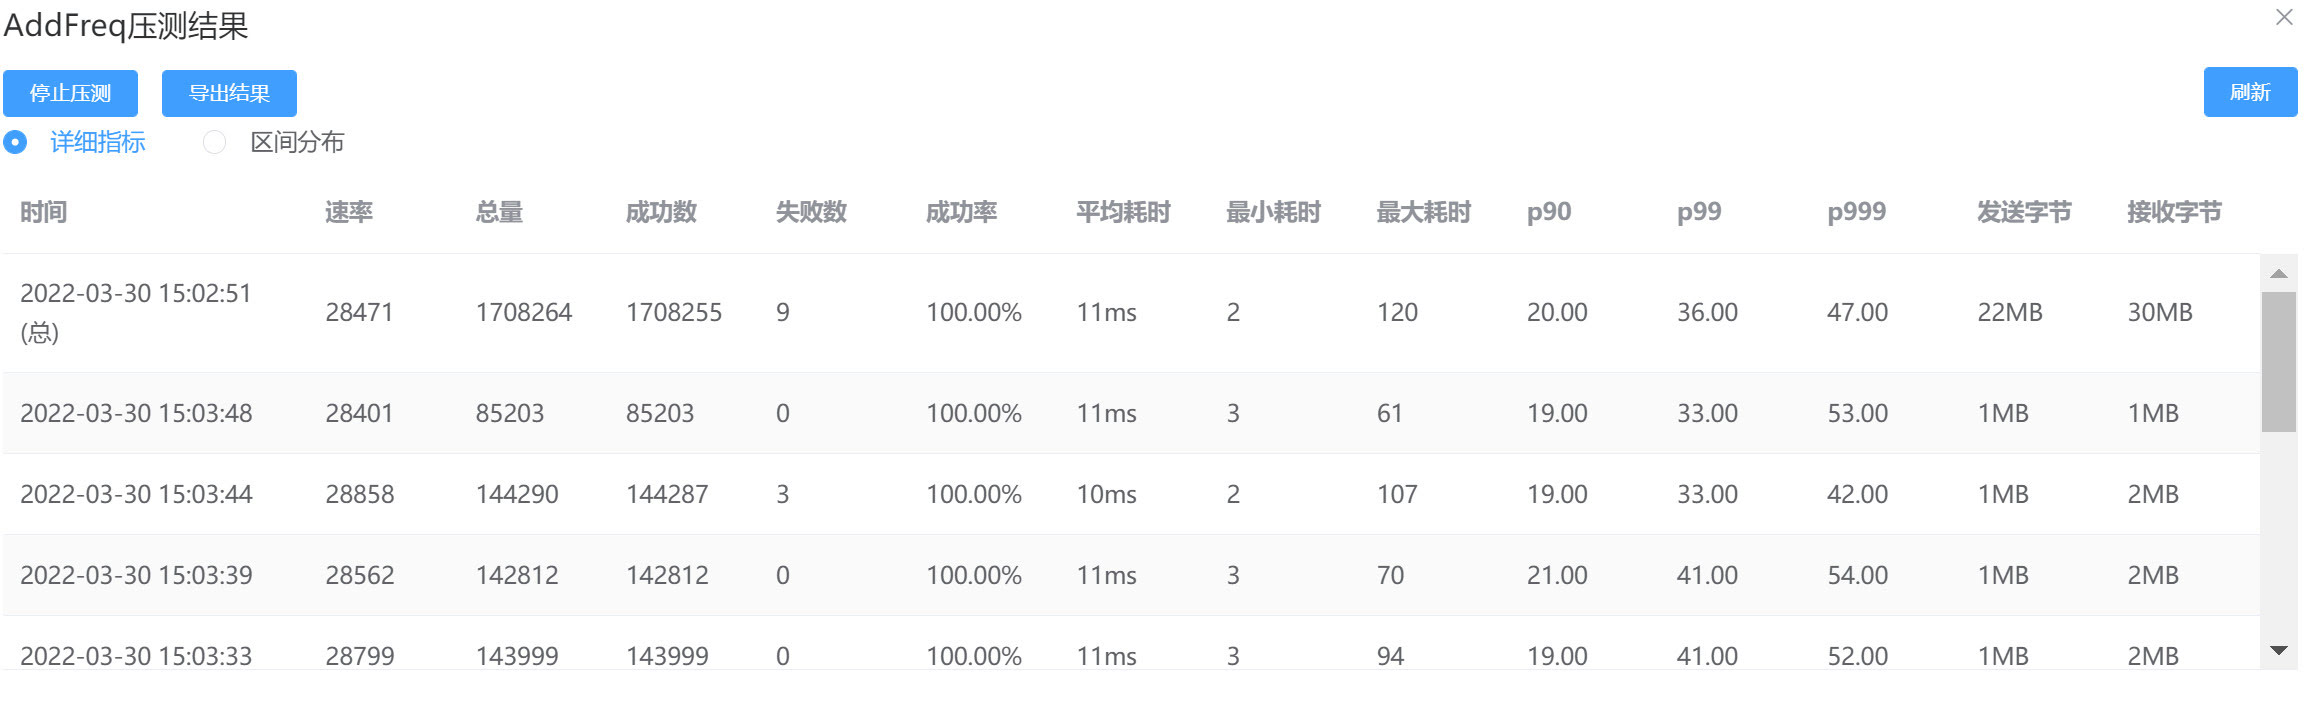 AddFreq压测结果
停止压测 导出结果 刷新
详细指标 区间分布
时间 速率 总量 成功数 失败数 成功率 平均耗时 最小耗时 最大耗时 p90 p99 p999 发送字节 接收字节
2022-03-30 15:02:51 (总) 28471 1708264 1708255 9 100.00% 11ms 2 120 20.00 36.00 47.00 22MB 30MB
2022-03-30 15:03:48 28401 85203 85203 0 100.00% 11ms 3 61 19.00 33.00 53.00 1MB 1MB
2022-03-30 15:03:44 28858 144290 144287 3 100.00% 10ms 2 107 19.00 33.00 42.00 1MB 2MB
2022-03-30 15:03:39 28562 142812 142812 0 100.00% 11ms 3 70 21.00 41.00 54.00 1MB 2MB
2022-03-30 15:03:33 28799 143999 143999 0 100.00% 11ms 3 94 19.00 41.00 52.00 1MB 2MB